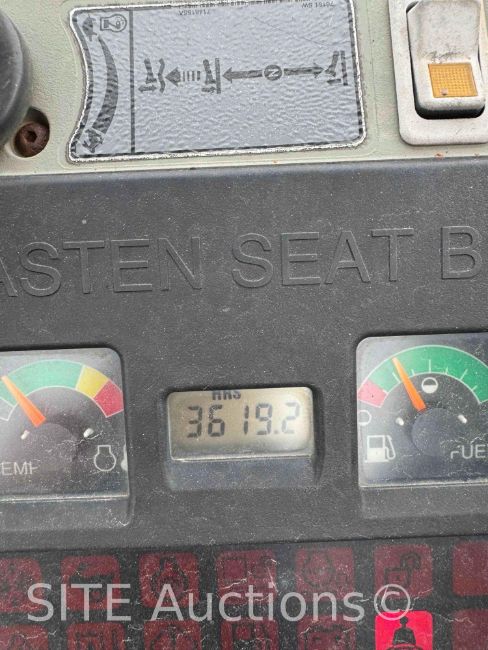 ASTEN SEAT B
HRS
3619.2
EMP
FUE
SITE Auctions©